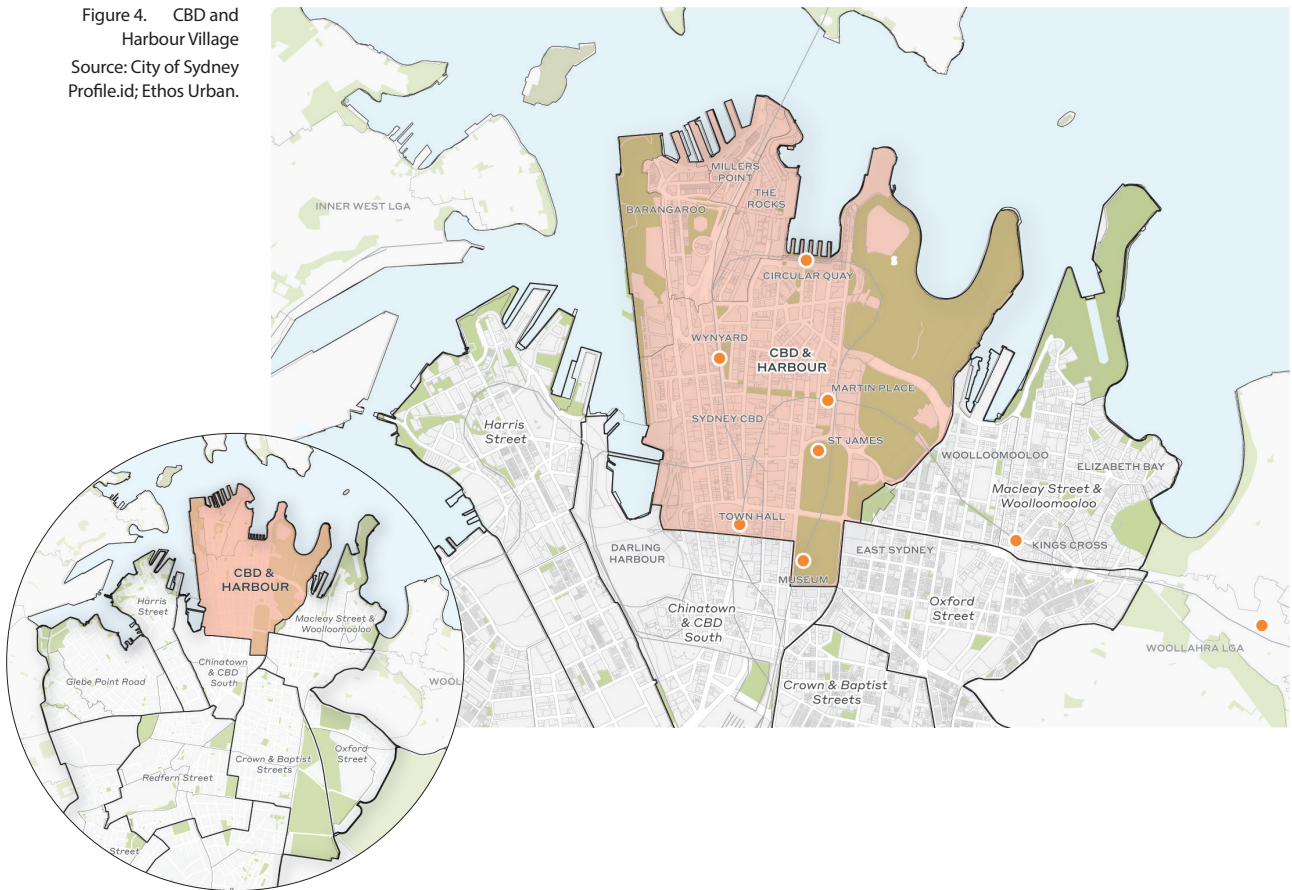 Figure 4. CBD and
Harbour Village
Source: City of Sydney
Profile.id; Ethos Urban.
MILLERS
POINT
THE
ROCKS
BARANGAROO
INNER WEST LGA
CIRCULAR QUAY
WYNYARD
CBD &
HARBOUR
MARTIN PLACE
SYDNEY CBD
Harris
Street
ST JAMES
WOOLLOOMOOLOO
ELIZABETH BAY
Macleay Street &
Woolloomooloo
TOWN HALL
KINGS CROSS
DARLING
HARBOUR
EAST SYDNEY
MUSEUM
Chinatown
& CBD
South
Oxford
Street
WOOLLAHRA LGA
Crown & Baptist
Streets
CBD &
HARBOUR
Harris
Street
Macleay Street &
Woolloomooloo
Chinatown
& CBD
South
Glebe Point Road
WOOL
Oxford
Street
Crown & Baptist
Streets
Redfern Street
Street